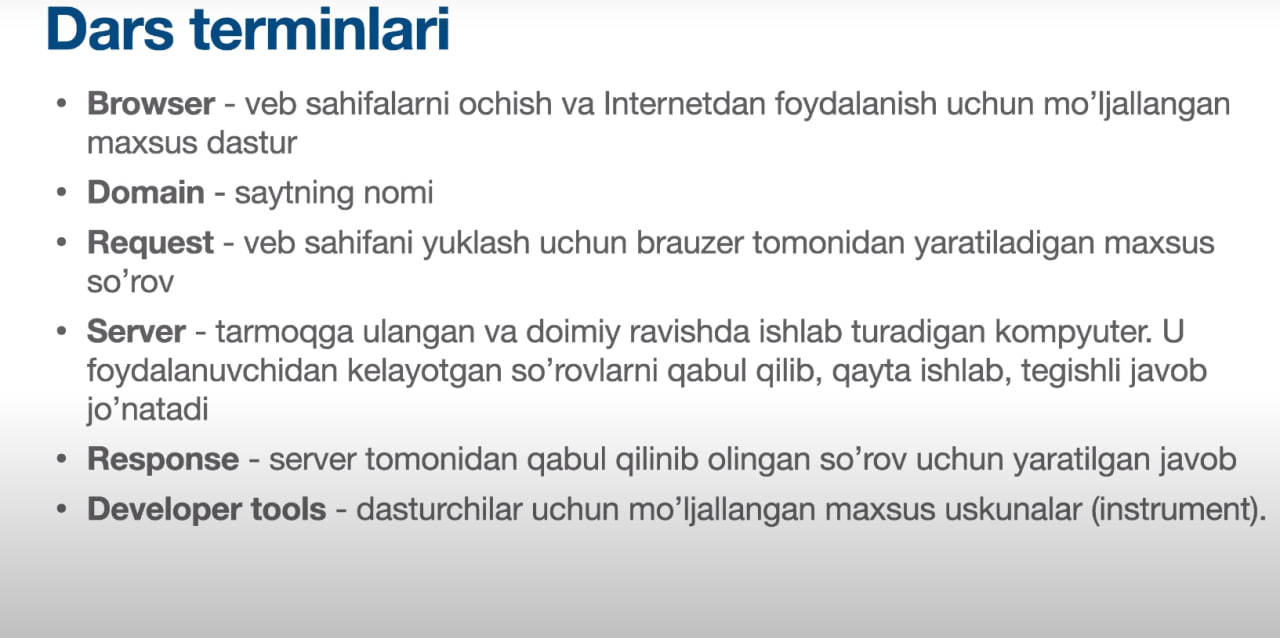 Dars terminlari
• Browser - veb sahifalarni ochish va Internetdan foydalanish uchun mo’ljallangan
maxsus dastur
• Domain - saytning nomi
• Request - veb sahifani yuklash uchun brauzer tomonidan yaratiladigan maxsus
so’rov
• Server - tarmoqga ulangan va doimiy ravishda ishlab turadigan kompyuter. U
foydalanuvchidan kelayotgan so’rovlarni qabul qilib, qayta ishlab, tegishli javob
jo’natadi
• Response - server tomonidan qabul qilinib olingan so’rov uchun yaratilgan javob
• Developer tools - dasturchilar uchun mo’ljallangan maxsus uskunalar (instrument).